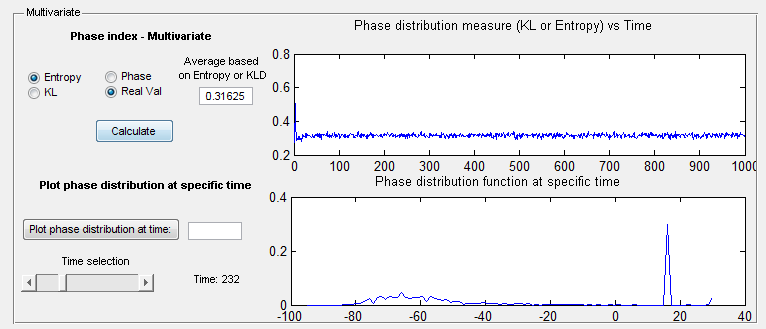 Multivariate
Phase index - Multivariate
Entropy
KL
Phase
Real Val
Average based
on Entropy or KLD
0.31625
Calculate
Phase distribution measure (KL or Entropy) vs Time
0.8
0.6
0.4
0.2
0 100 200 300 400 500 600 700 800 900 1000
Plot phase distribution at specific time
Plot phase distribution at time:
Time selection
Time: 232
Phase distribution function at specific time
0.4
0.2
0
-100 -80 -60 -40 -20 0 20 40